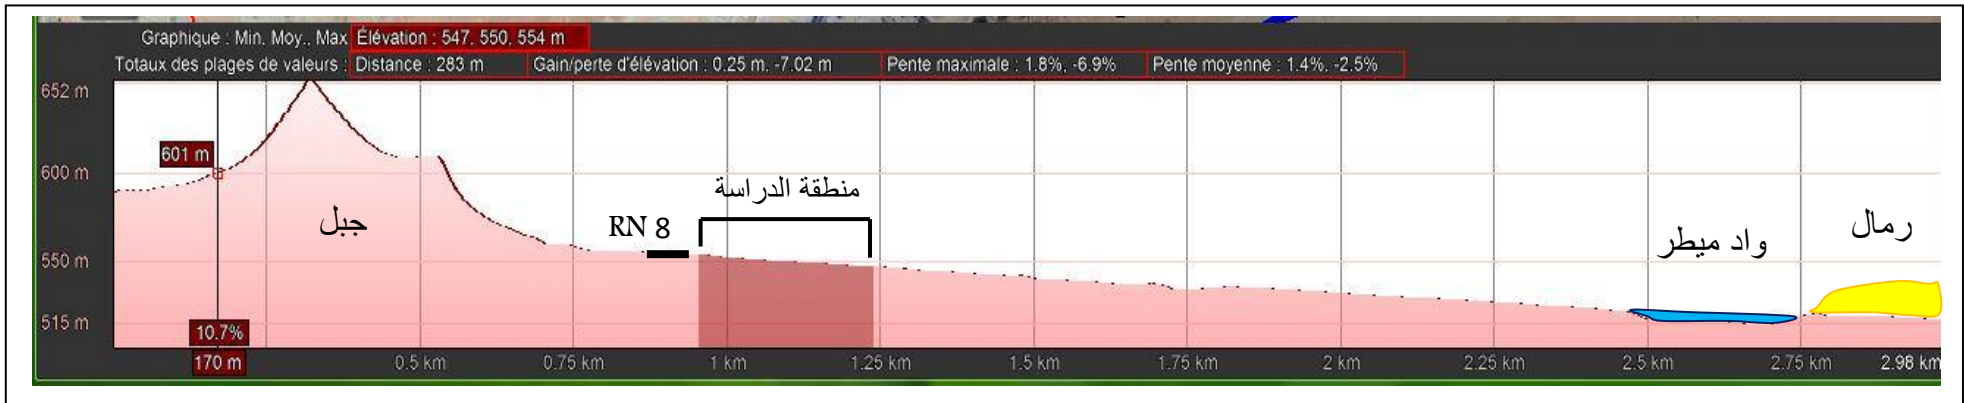 Graphique : Min. Moy., Max Élévation : 547, 550, 554 m
Totaux des plages de valeurs : Distance : 283 m Gain/perte d'élévation : 0.25 m. -7.02 m Pente maximale : 1.8%, -6.9% Pente moyenne : 1.4%. -2.5%
652 m
601 m
600 m
منطقة الدراسة
جبل
RN 8
واد ميطر
رمال
550 m
515 m
10.7%
170 m 0.5 km 0.75 km 1 km 1.25 km 1.5 km 1.75 km 2 km 2.25 km 2.5 km 2.75 km 2.98 km